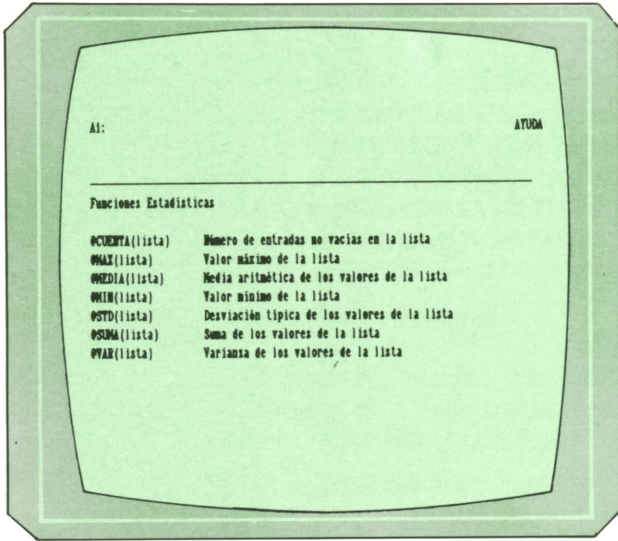 A1: AYUDA
Funciones Estadísticas
@CUENTA(lista) Número de entradas no vacías en la lista
@MAX(lista) Valor máximo de la lista
@MEDIA(lista) Media aritmética de los valores de la lista
@MIN(lista) Valor mínimo de la lista
@STD(lista) Desviación típica de los valores de la lista
@SUMA(lista) Suma de los valores de la lista
@VAR(lista) Varianza de los valores de la lista